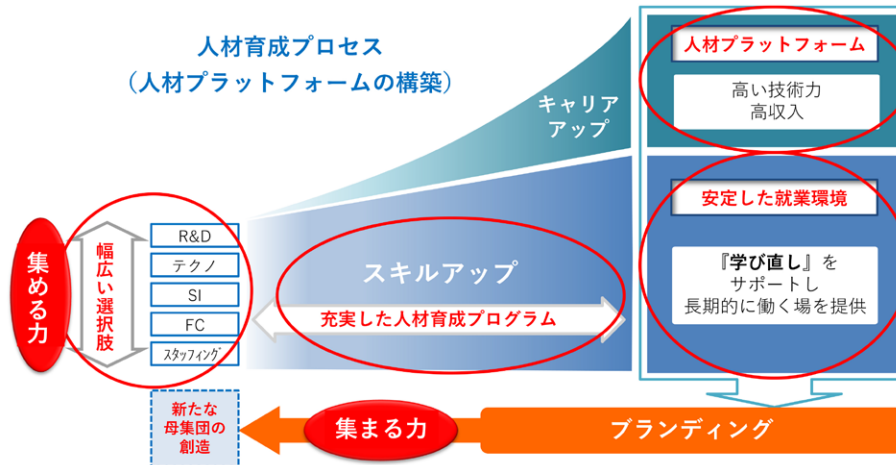 人材育成プロセス
（人材プラットフォームの構築）
キャリア
アップ
人材プラットフォーム
高い技術力
高収入
安定した就業環境
『学び直し』を
サポートし
長期的に働く場を提供
集める力
幅広い選択肢
R&D
テクノ
SI
FC
ｽﾀｯﾌｨﾝｸﾞ
スキルアップ
充実した人材育成プログラム
新たな
母集団の
創造
集まる力
ブランディング